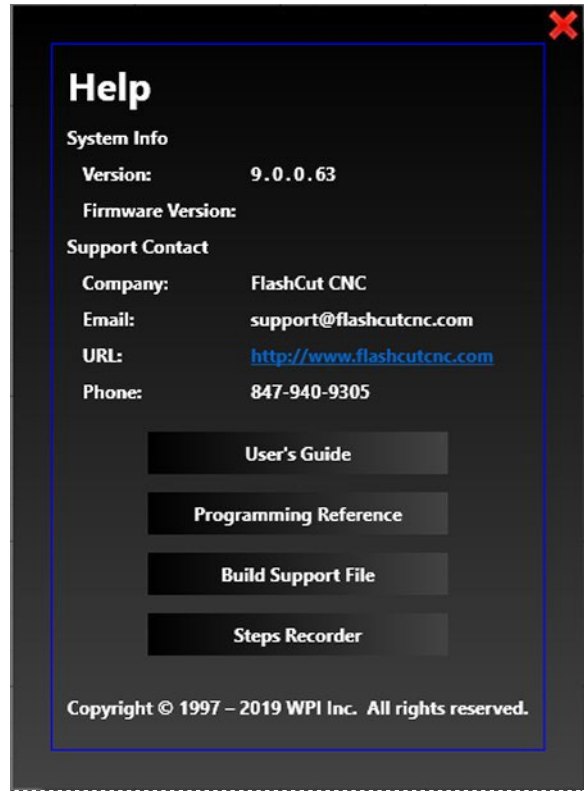 Help
System Info
Version: 9.0.0.63
Firmware Version:
Support Contact
Company: FlashCut CNC
Email: support@flashcutcnc.com
URL: http://www.flashcutcnc.com
Phone: 847-940-9305
User's Guide
Programming Reference
Build Support File
Steps Recorder
Copyright © 1997 – 2019 WPI Inc. All rights reserved.